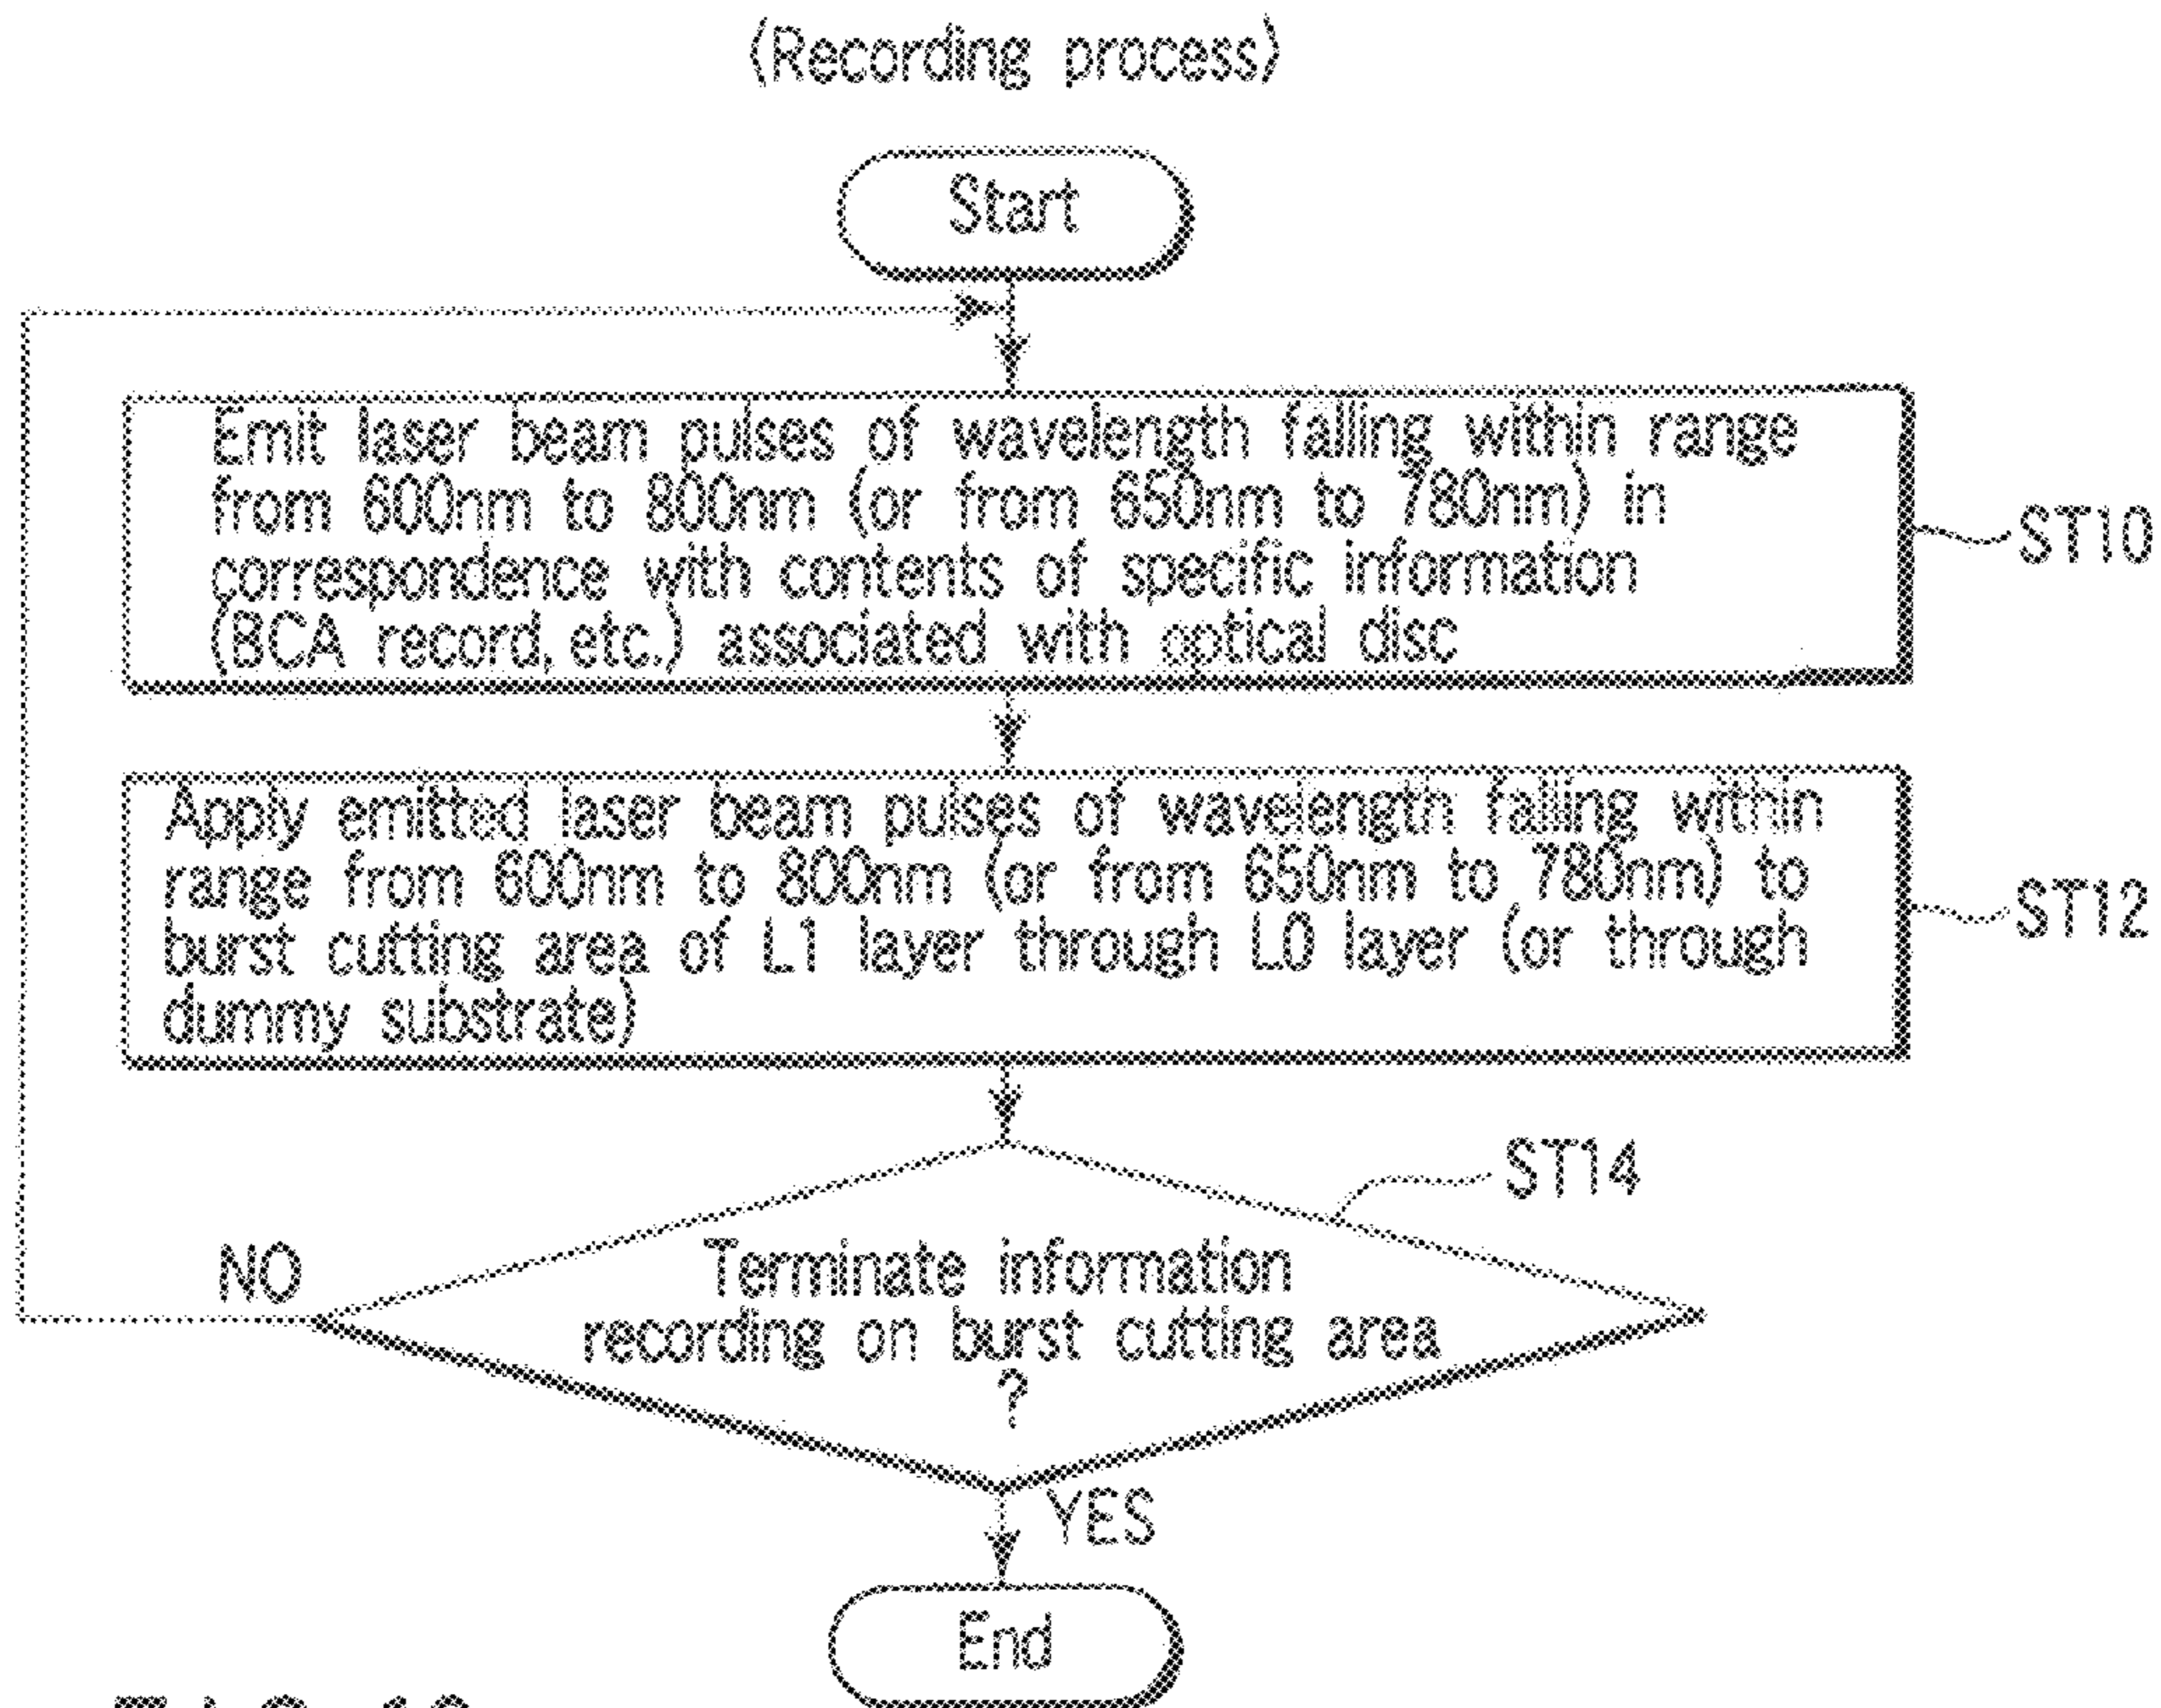 (Recording process)
Start
Emit laser beam pulses of wavelength falling within range
from 600nm to 800nm (or from 650nm to 780nm) in
correspondence with contents of specific information
(BCA record, etc.) associated with optical disc
ST10
Apply emitted laser beam pulses of wavelength falling within
range from 600nm to 800nm (or from 650nm to 780nm) to
burst cutting area of L1 layer through L0 layer (or through
dummy substrate)
ST12
ST14
NO
Terminate information
recording on burst cutting area
?
YES
End